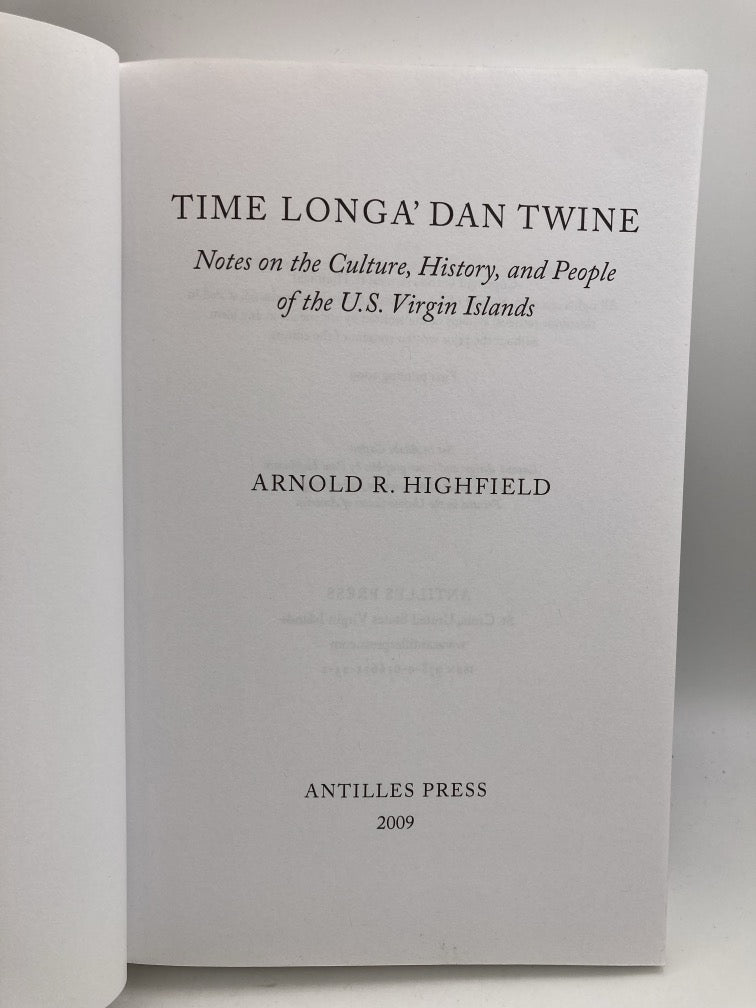 TIME LONGA' DAN TWINE
Notes on the Culture, History, and People
of the U.S. Virgin Islands
ARNOLD R. HIGHFIELD
ANTILLES PRESS
2009